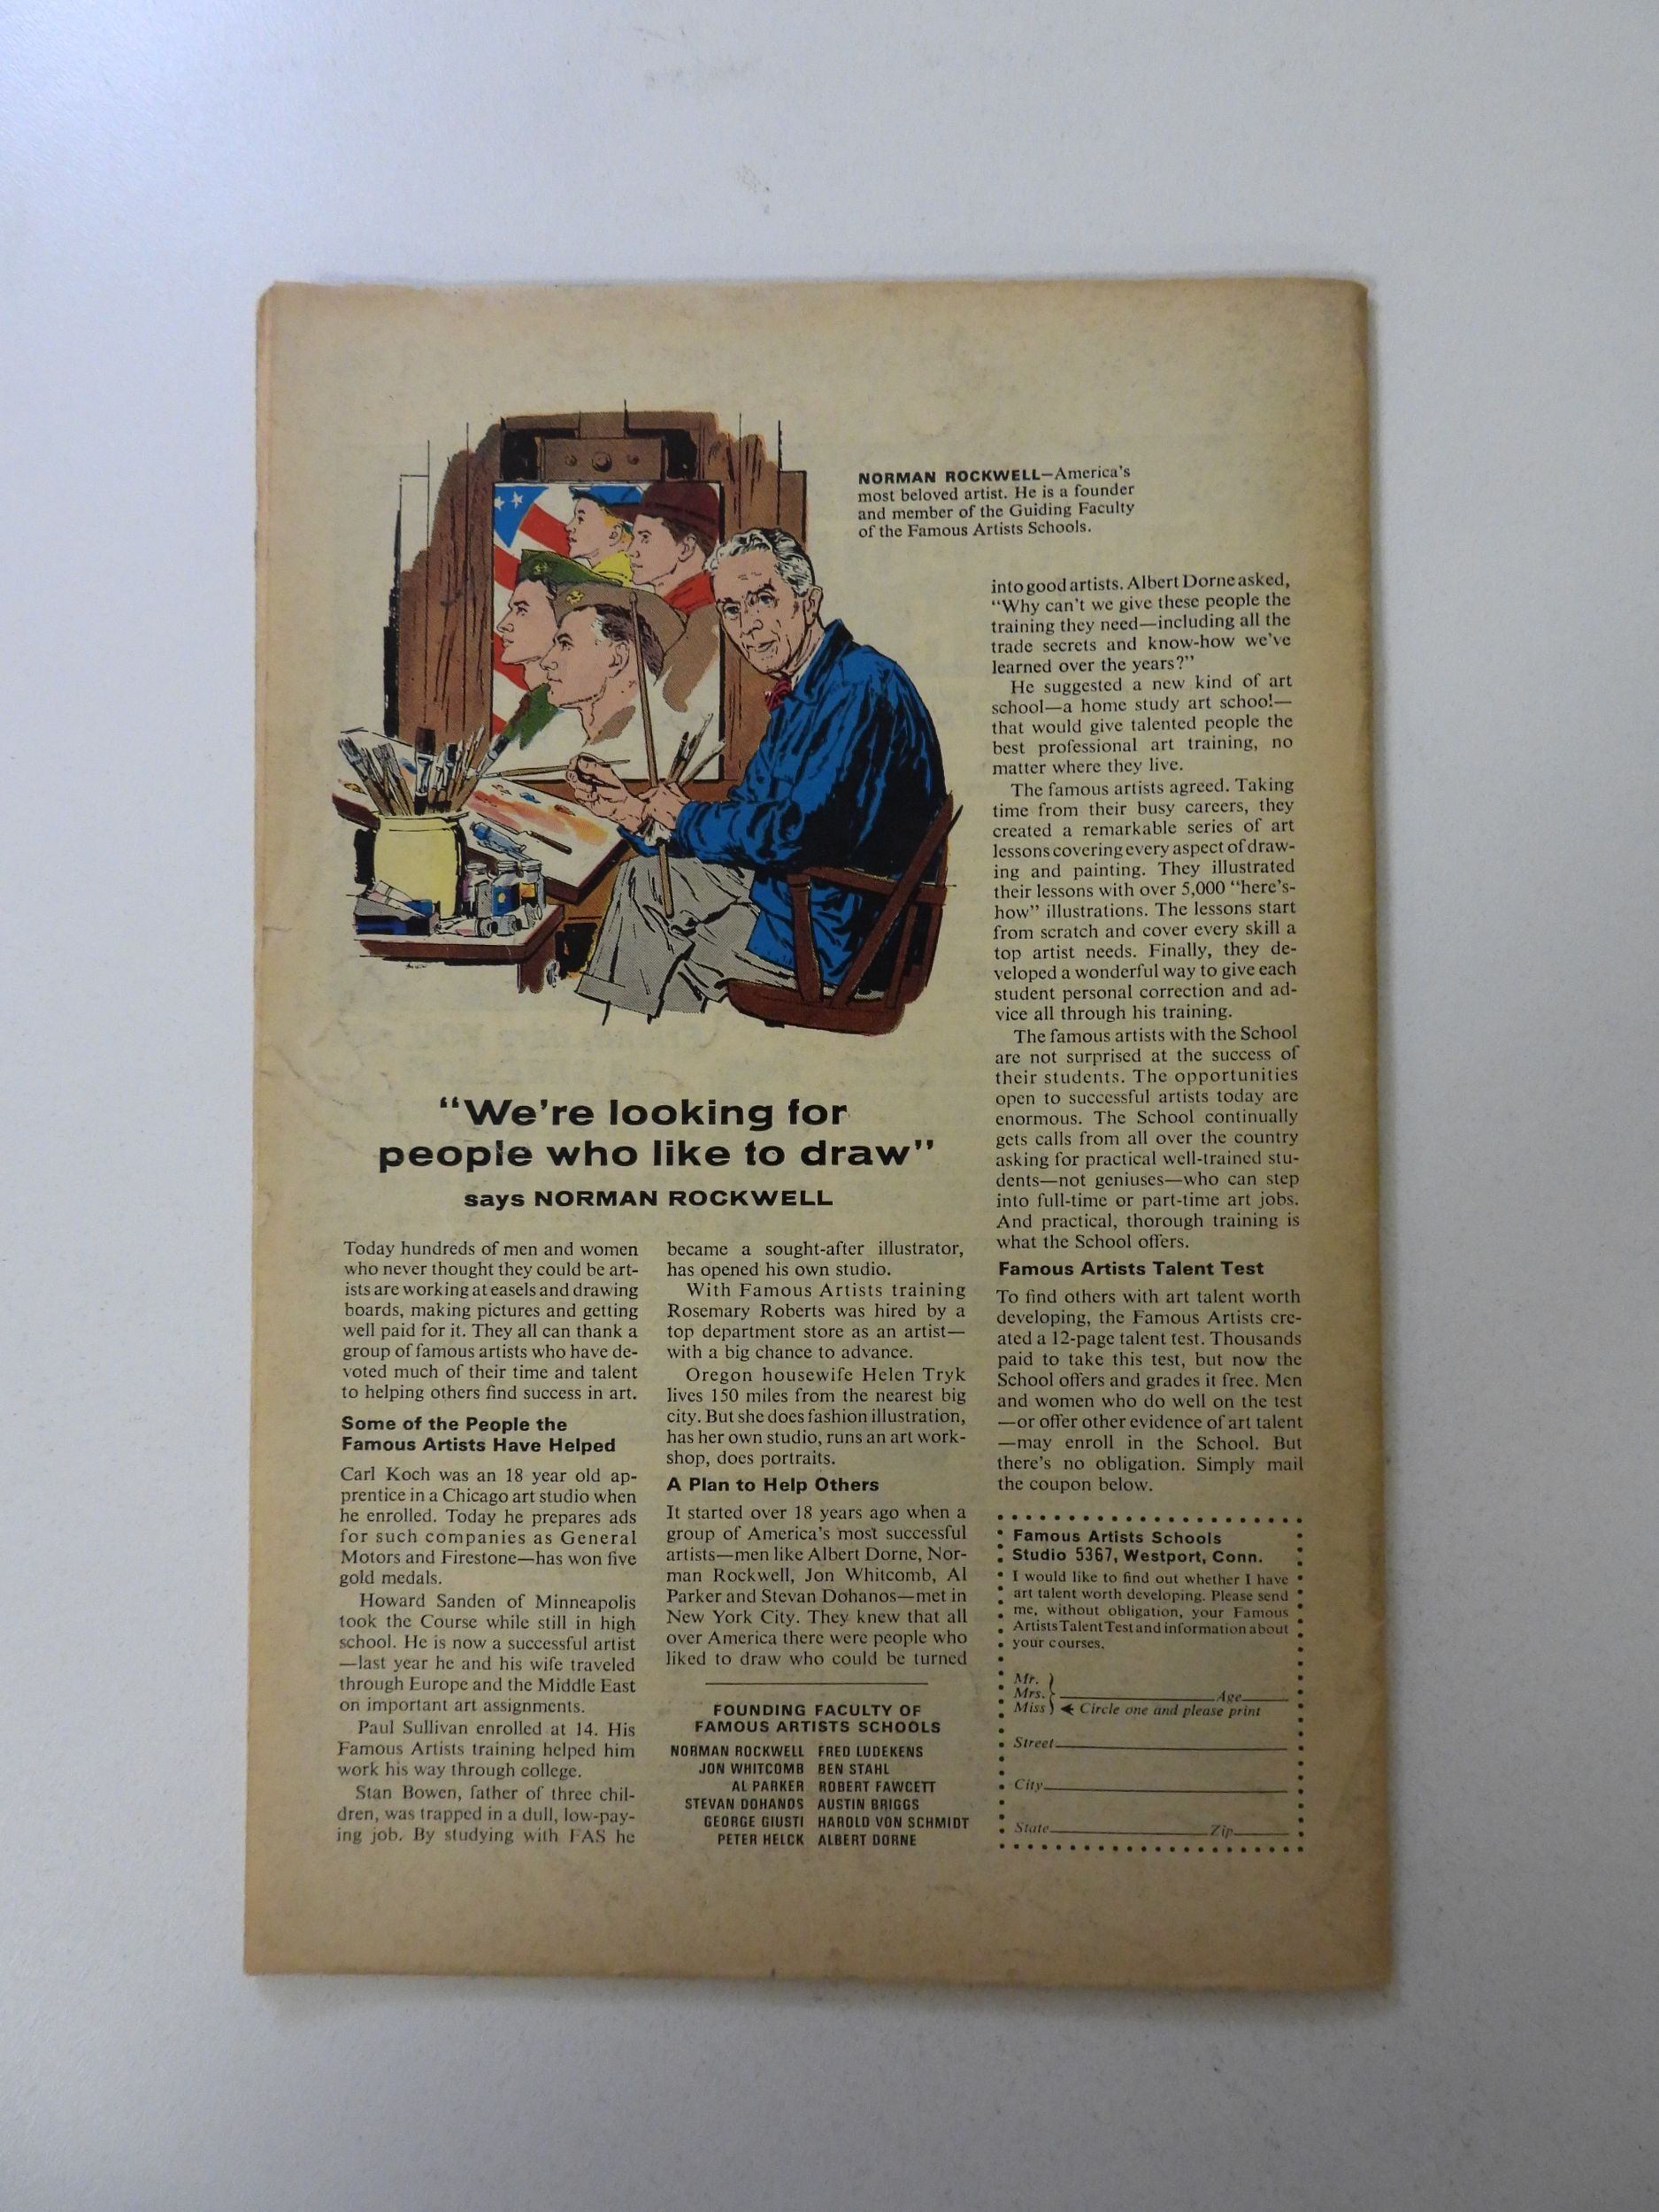 NORMAN ROCKWELL—America's
most beloved artist. He is a founder
and member of the Guiding Faculty
of the Famous Artists Schools.
"We're looking for
people who like to draw"
says NORMAN ROCKWELL
Today hundreds of men and women
who never thought they could be art-
ists are working at easels and drawing
boards, making pictures and getting
well paid for it. They all can thank a
group of famous artists who have de-
voted much of their time and talent
to helping others find success in art.
Some of the People the
Famous Artists Have Helped
Carl Koch was an 18 year old ap-
prentice in a Chicago art studio when
he enrolled. Today he prepares ads
for such companies as General
Motors and Firestone—has won five
gold medals.
Howard Sanden of Minneapolis
took the Course while still in high
school. He is now a successful artist
—last year he and his wife traveled
through Europe and the Middle East
on important art assignments.
Paul Sullivan enrolled at 14. His
Famous Artists training helped him
work his way through college.
Stan Bowen, father of three chil-
dren, was trapped in a dull, low-pay-
ing job. By studying with FAS he
became a sought-after illustrator,
has opened his own studio.
With Famous Artists training
Rosemary Roberts was hired by a
top department store as an artist—
with a big chance to advance.
Oregon housewife Helen Tryk
lives 150 miles from the nearest big
city. But she does fashion illustration,
has her own studio, runs an art work-
shop, does portraits.
A Plan to Help Others
It started over 18 years ago when a
group of America's most successful
artists—men like Albert Dorne, Nor-
man Rockwell, Jon Whitcomb, Al
Parker and Stevan Dohanos—met in
New York City. They knew that all
over America there were people who
liked to draw who could be turned
FOUNDING FACULTY OF
FAMOUS ARTISTS SCHOOLS
NORMAN ROCKWELL FRED LUDEKENS
JON WHITCOMB BEN STAHL
AL PARKER ROBERT FAWCETT
STEVAN DOHANOS AUSTIN BRIGGS
GEORGE GIUSTI HAROLD VON SCHMIDT
PETER HELCK ALBERT DORNE
into good artists. Albert Dorne asked,
"Why can't we give these people the
training they need—including all the
trade secrets and know-how we've
learned over the years?"
He suggested a new kind of art
school—a home study art school—
that would give talented people the
best professional art training, no
matter where they live.
The famous artists agreed. Taking
time from their busy careers, they
created a remarkable series of art
lessons covering every aspect of draw-
ing and painting. They illustrated
their lessons with over 5,000 "here's-
how" illustrations. The lessons start
from scratch and cover every skill a
top artist needs. Finally, they de-
veloped a wonderful way to give each
student personal correction and ad-
vice all through his training.
The famous artists with the School
are not surprised at the success of
their students. The opportunities
open to successful artists today are
enormous. The School continually
gets calls from all over the country
asking for practical well-trained stu-
dents—not geniuses—who can step
into full-time or part-time art jobs.
And practical, thorough training is
what the School offers.
Famous Artists Talent Test
To find others with art talent worth
developing, the Famous Artists cre-
ated a 12-page talent test. Thousands
paid to take this test, but now the
School offers and grades it free. Men
and women who do well on the test
—or offer other evidence of art talent
—may enroll in the School. But
there's no obligation. Simply mail
the coupon below.
Famous Artists Schools
Studio 5367, Westport, Conn.
I would like to find out whether I have
art talent worth developing. Please send
me, without obligation, your Famous
Artists Talent Test and information about
your courses.
Mr.
Mrs. Age
Miss Circle one and please print
Street
City
State Zip